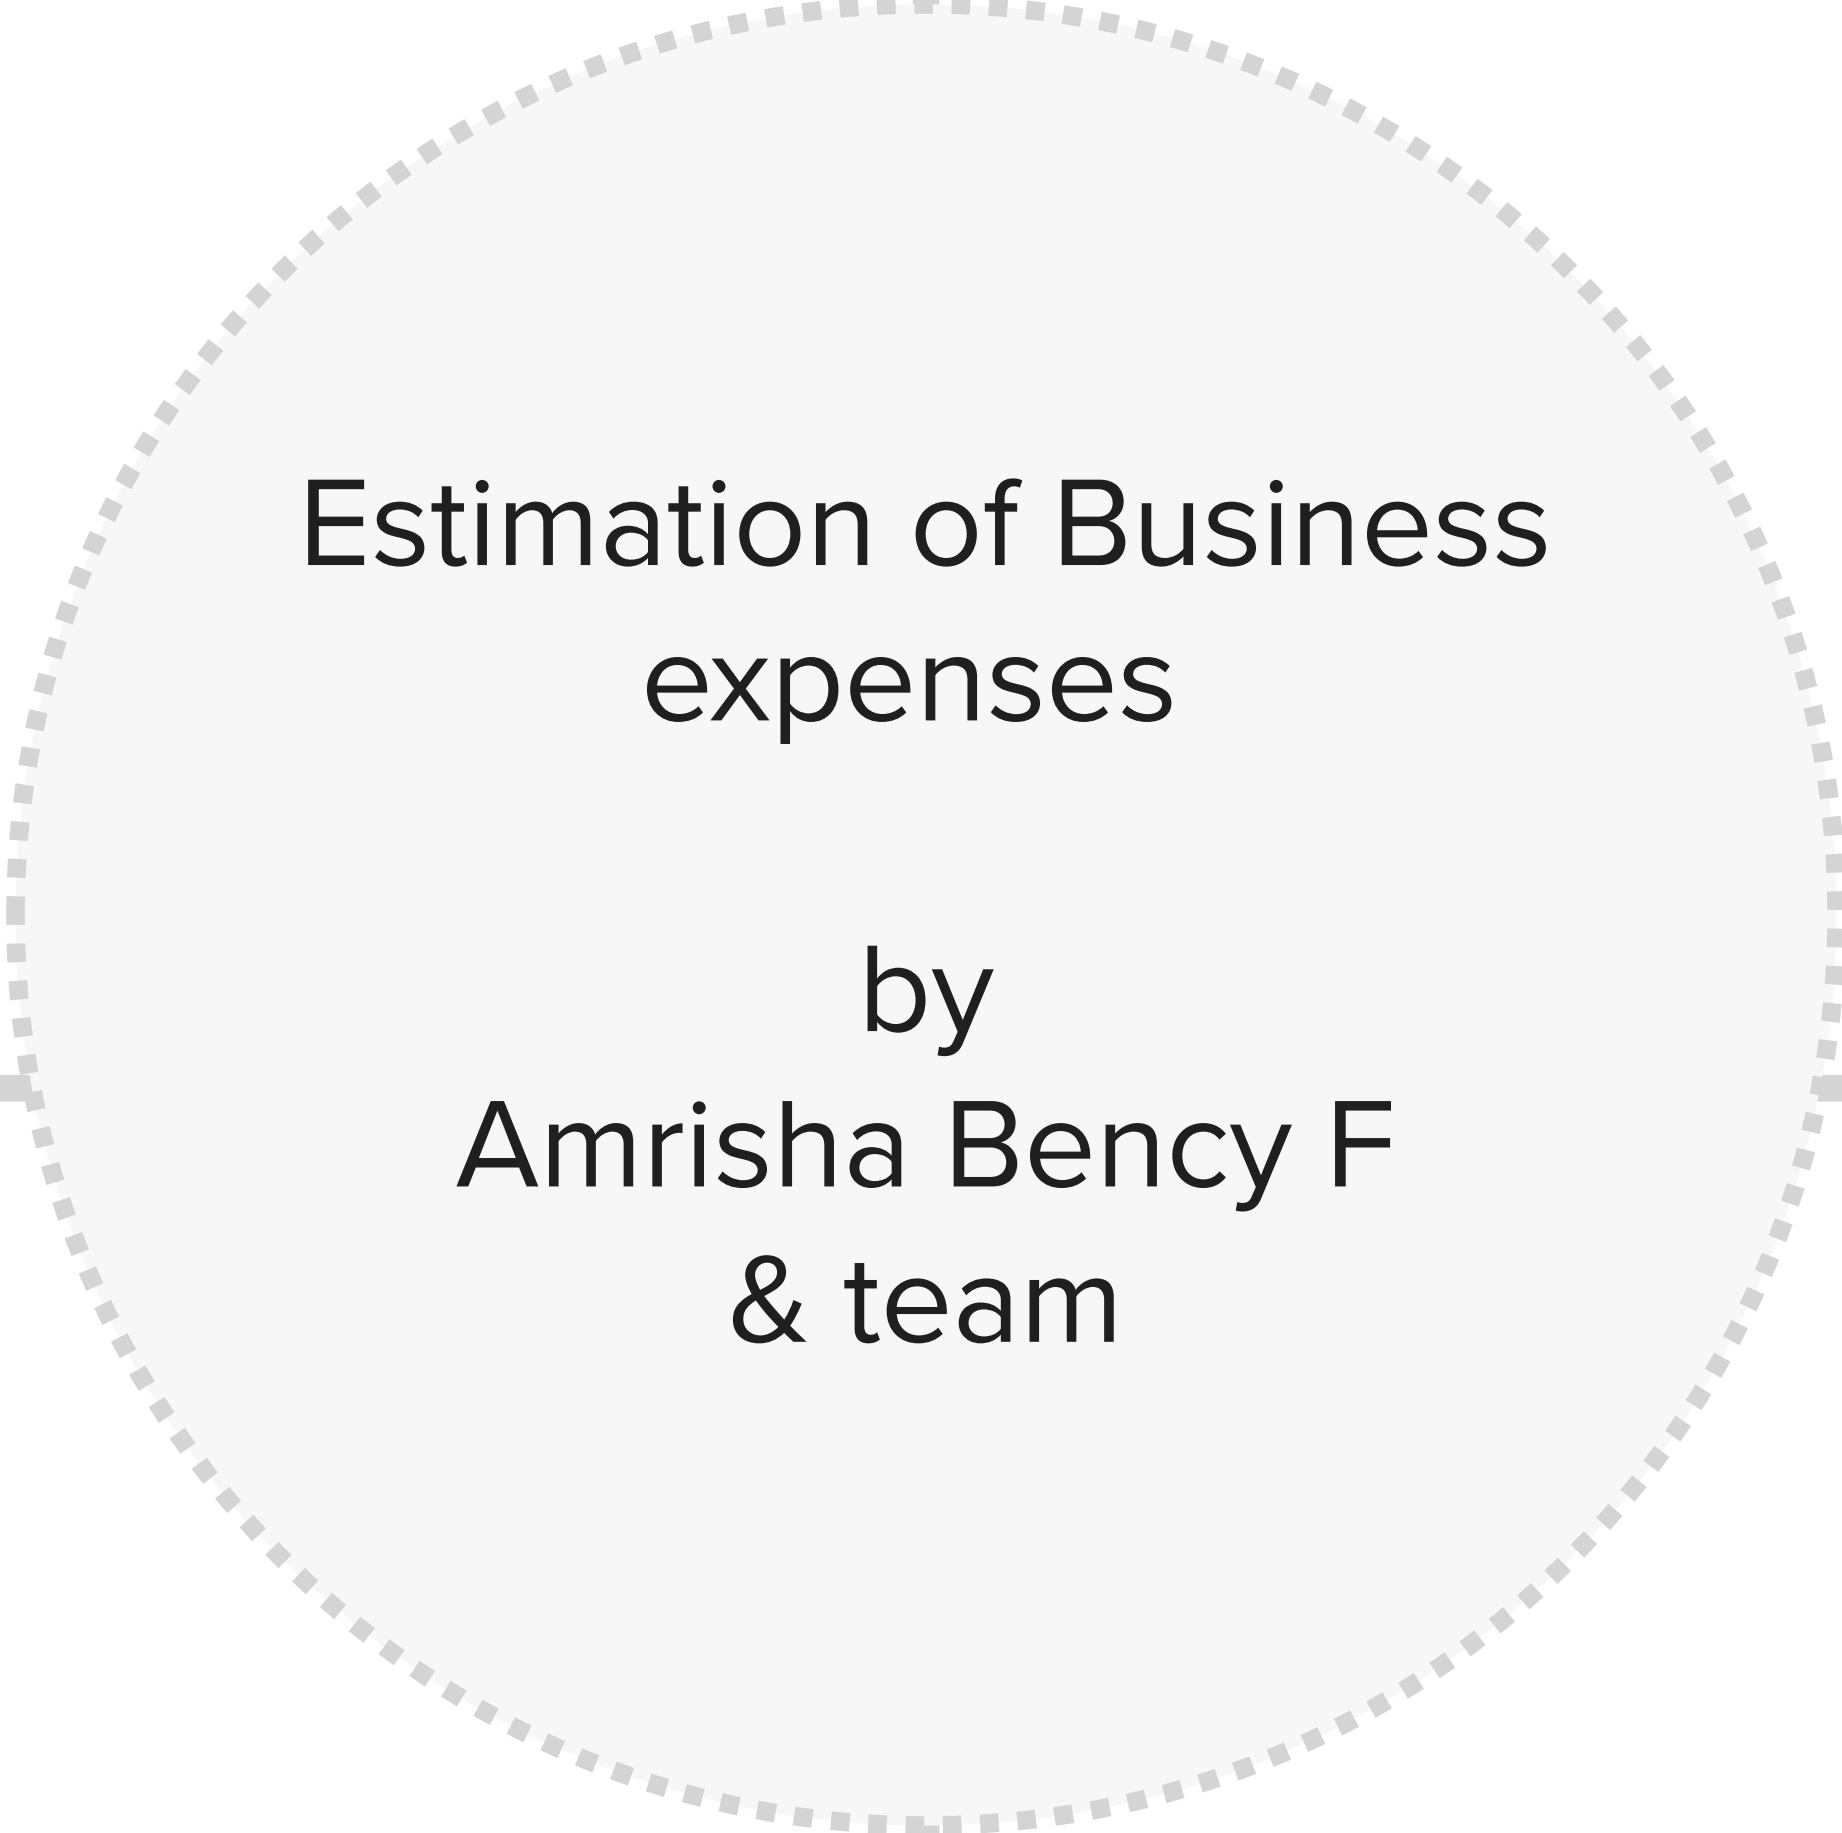 Estimation of Business
expenses
by
Amrisha Bency F
& team